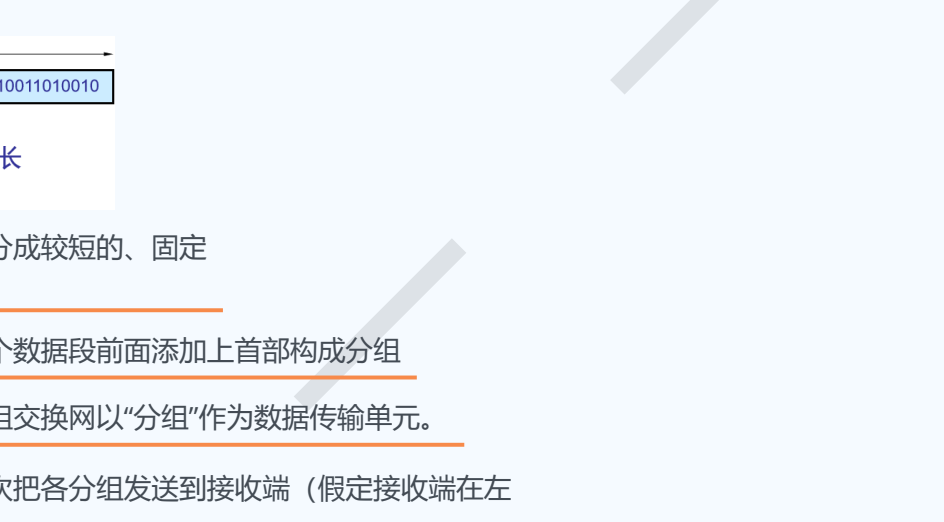 10011010010
长
分成较短的、固定
个数据段前面添加上首部构成分组
组交换网以“分组”作为数据传输单元。
次把各分组发送到接收端（假定接收端在左